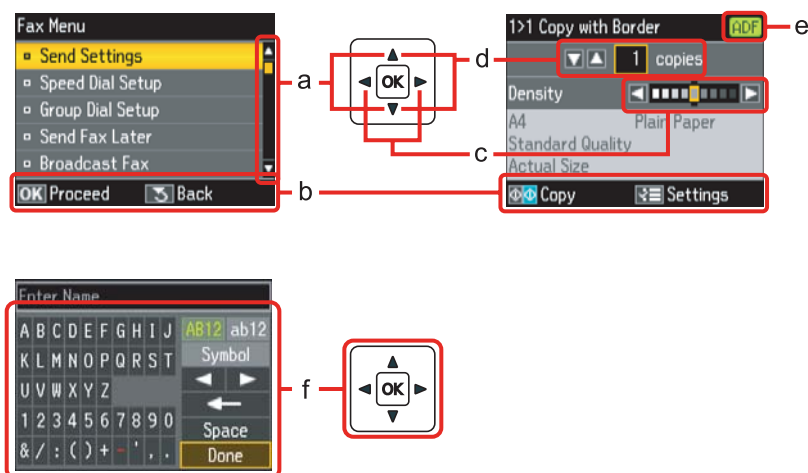 Fax Menu
Send Settings
Speed Dial Setup
Group Dial Setup
Send Fax Later
Broadcast Fax
OK Proceed Back
a
b
OK
d
c
1>1 Copy with Border ADF
e
1 copies
Density
A4 Plain Paper
Standard Quality
Actual Size
Copy Settings
Enter Name
A B C D E F G H I J AB12 ab12
K L M N O P Q R S T Symbol
U V W X Y Z
1 2 3 4 5 6 7 8 9 0 Space
& / : ( ) + - ' , . Done
f
OK